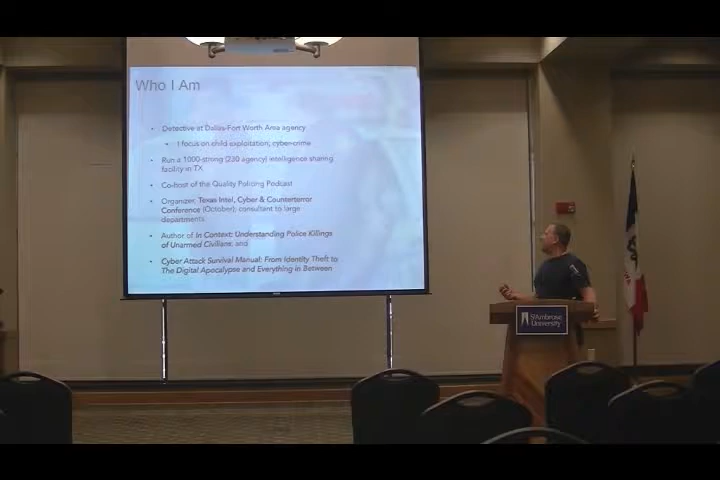 Who I Am
• Detective at Dallas-Fort Worth Area agency
• I focus on child exploitation, cyber-crime
• Run a 1000-strong (220 agency) intelligence sharing
facility in TX
• Co-host of the Quality Policing Podcast
• Organizer, Texas Intel, Cyber & Counterterror
Conference (October); consultant to large
departments
• Author of In Context: Understanding Police Killings
of Unarmed Civilians, and
• Cyber Attack Survival Manual: From Identity Theft to
The Digital Apocalypse and Everything in Between
St. Ambrose
University